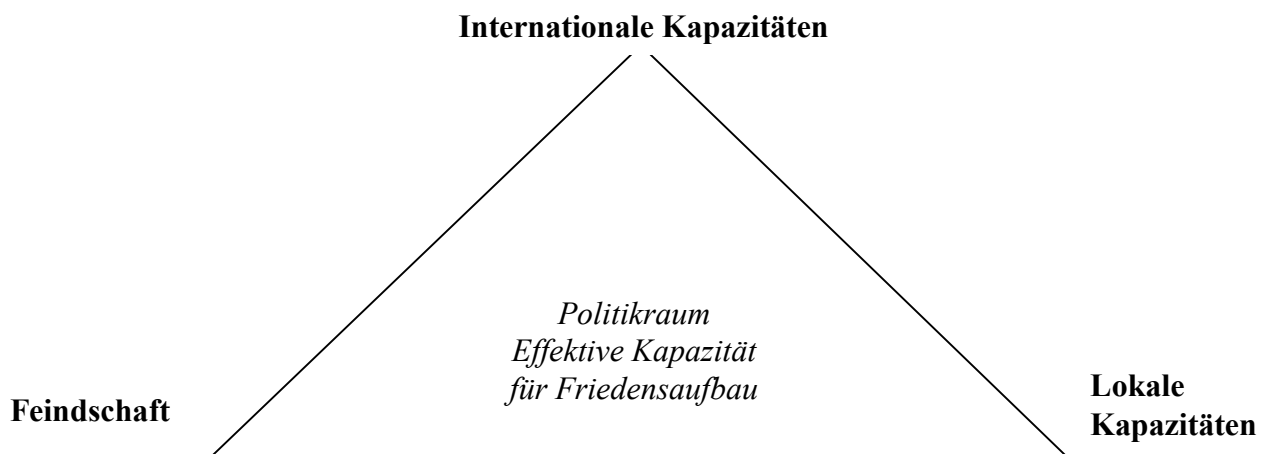 Internationale Kapazitäten
Politikraum
Effektive Kapazität
für Friedensaufbau
Feindschaft
Lokale
Kapazitäten